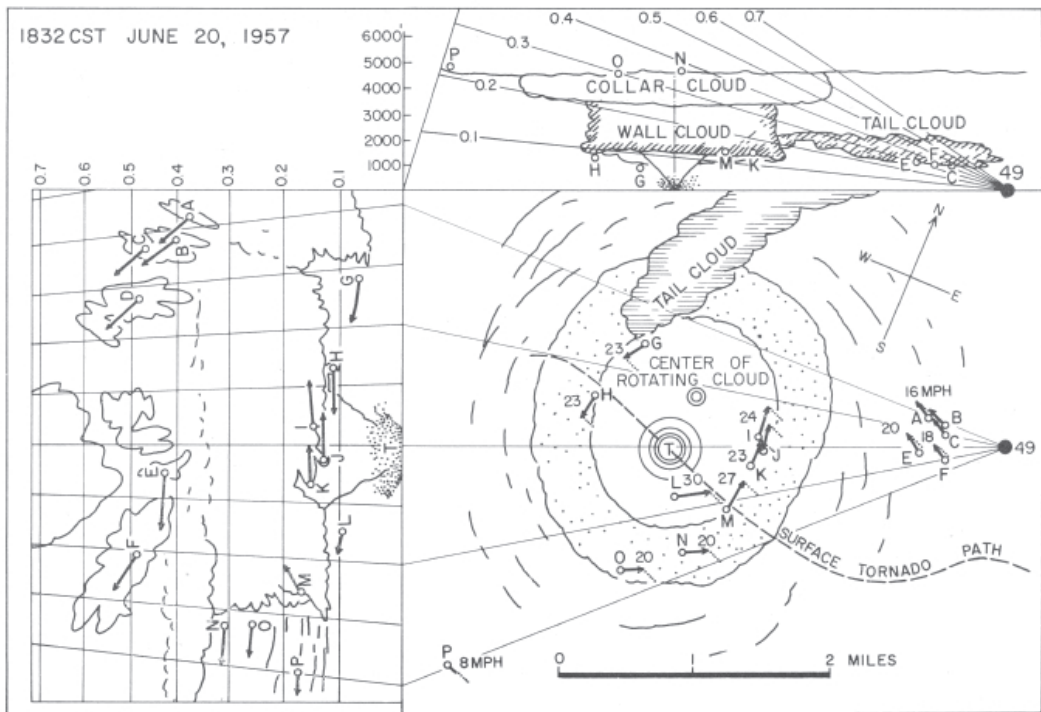 1832 CST JUNE 20, 1957
6000
5000
4000
3000
2000
1000
P
0.1
0.2
0.3
0.4
0.5
0.6
0.7
O
N
COLLAR CLOUD
WALL CLOUD
TAIL CLOUD
H
G
M
K
E
F
C
49
0.7
0.6
0.5
0.4
0.3
0.2
0.1
A
B
C
D
G
H
I
J
T
K
E
L
F
M
N
O
P
TAIL CLOUD
N
W
E
S
23
G
CENTER OF
ROTATING CLOUD
H
23
16 MPH
A
B
24
I
20
18
C
49
T
J
E
F
23
K
L
30
27
M
N
20
O
20
SURFACE TORNADO PATH
P
8 MPH
0
2 MILES